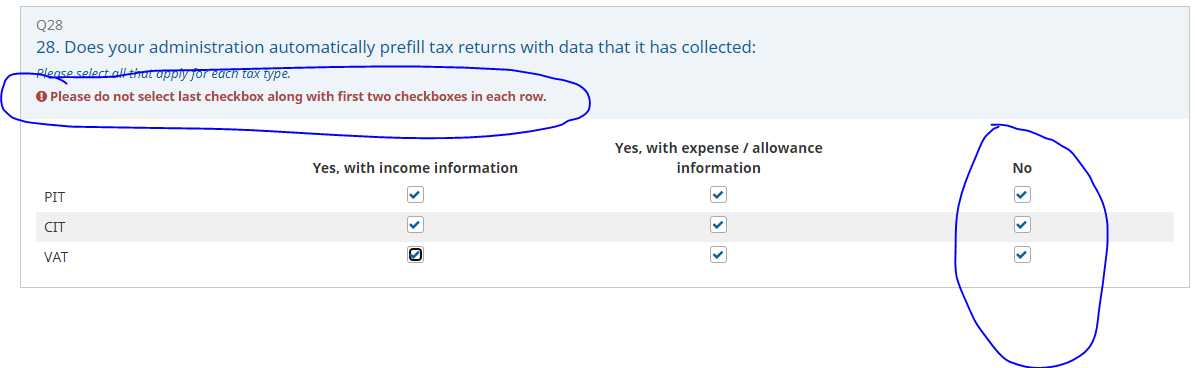 Q28
28. Does your administration automatically prefill tax returns with data that it has collected:
Please select all that apply for each tax type.
Please do not select last checkbox along with first two checkboxes in each row.
Yes, with income information
Yes, with expense / allowance
information
No
PIT
CIT
VAT